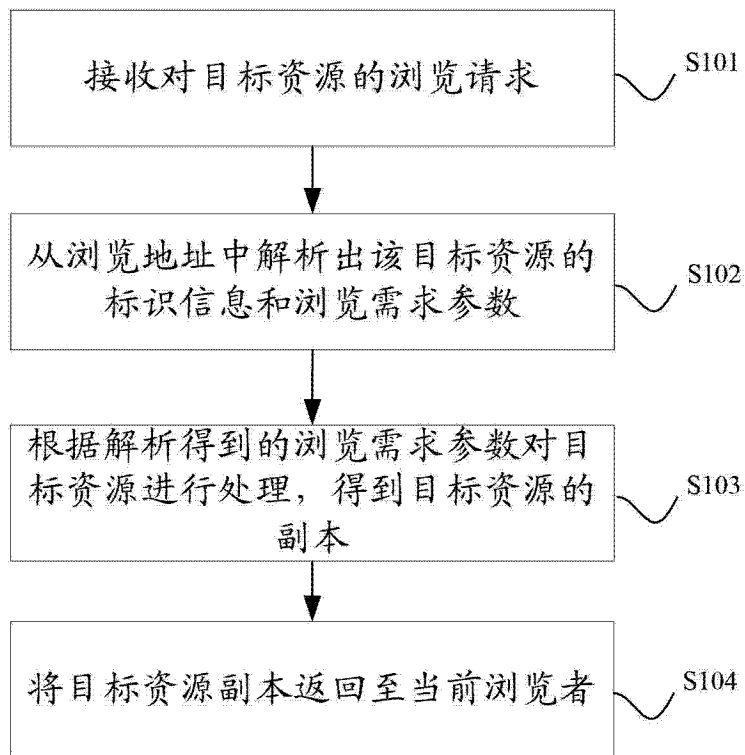 接收对目标资源的浏览请求
S101
从浏览地址中解析出该目标资源的
标识信息和浏览需求参数
S102
根据解析得到的浏览需求参数对目
标资源进行处理，得到目标资源的
副本
S103
将目标资源副本返回至当前浏览者
S104